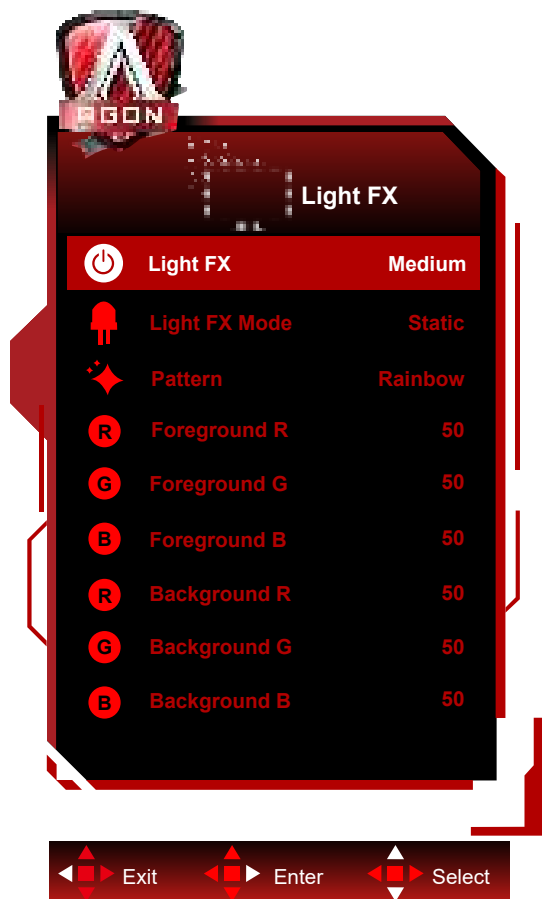 AGON
Light FX
Light FX Medium
Light FX Mode Static
Pattern Rainbow
R Foreground R 50
G Foreground G 50
B Foreground B 50
R Background R 50
G Background G 50
B Background B 50
Exit Enter Select